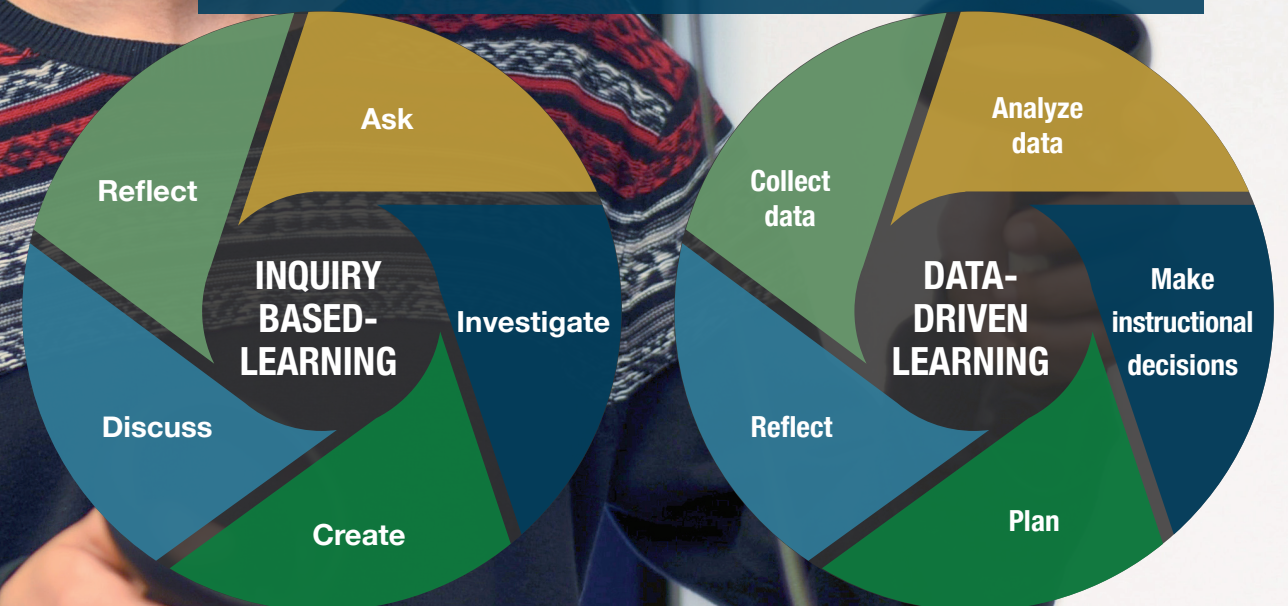 Ask
Investigate
Create
Discuss
Reflect
INQUIRY
BASED-
LEARNING
Analyze
data
Make
instructional
decisions
Plan
Reflect
Collect
data
DATA-
DRIVEN
LEARNING